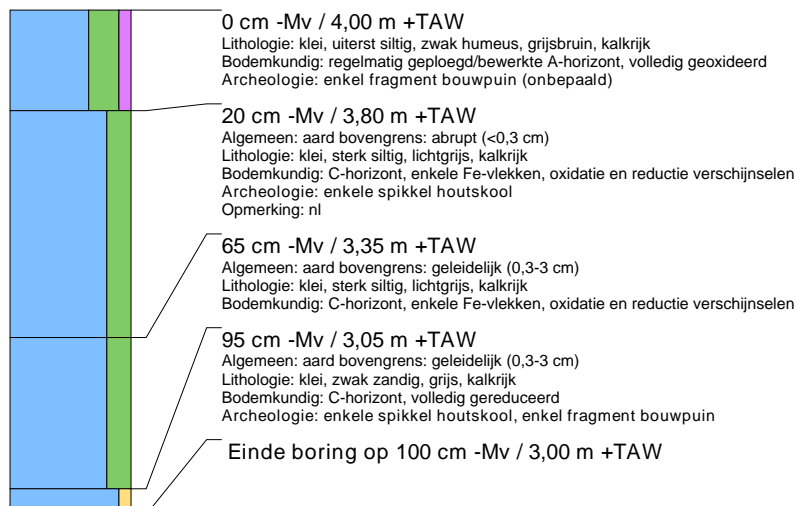 0 cm -Mv / 4,00 m +TAW
Lithologie: klei, uiterst siltig, zwak humeus, grijsbruin, kalkrijk
Bodemkundig: regelmatig geploegd/bewerkte A-horizont, volledig geoxideerd
Archeologie: enkel fragment bouwpuin (onbepaald)
20 cm -Mv / 3,80 m +TAW
Algemeen: aard bovengrens: abrupt (<0,3 cm)
Lithologie: klei, sterk siltig, lichtgrijs, kalkrijk
Bodemkundig: C-horizont, enkele Fe-vlekken, oxidatie en reductie verschijnselen
Archeologie: enkele spikkel houtskool
Opmerking: nl
65 cm -Mv / 3,35 m +TAW
Algemeen: aard bovengrens: geleidelijk (0,3-3 cm)
Lithologie: klei, sterk siltig, lichtgrijs, kalkrijk
Bodemkundig: C-horizont, enkele Fe-vlekken, oxidatie en reductie verschijnselen
95 cm -Mv / 3,05 m +TAW
Algemeen: aard bovengrens: geleidelijk (0,3-3 cm)
Lithologie: klei, zwak zandig, grijs, kalkrijk
Bodemkundig: C-horizont, volledig gereduceerd
Archeologie: enkele spikkel houtskool, enkel fragment bouwpuin
Einde boring op 100 cm -Mv / 3,00 m +TAW